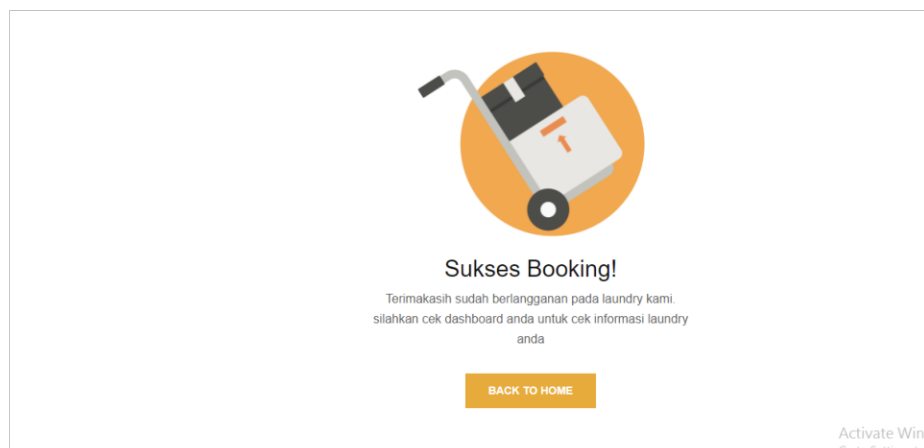 Sukses Booking!
Terimakasih sudah berlangganan pada laundry kami.
silahkan cek dashboard anda untuk cek informasi laundry
anda
BACK TO HOME
Activate Win